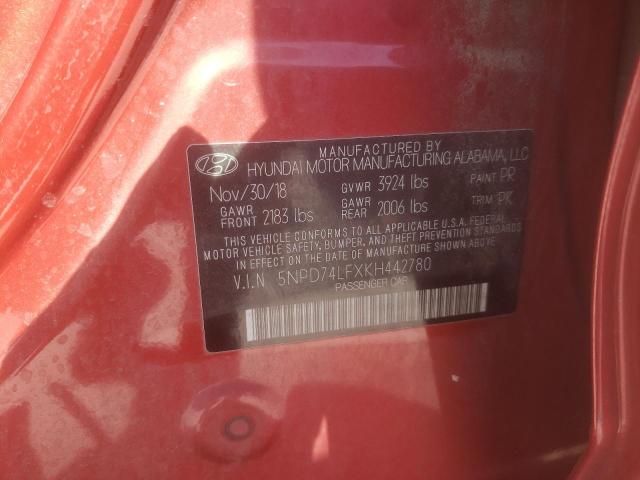 MANUFACTURED BY
HYUNDAI MOTOR MANUFACTURING ALABAMA, LLC
Nov/30/18 GVWR 3924 lbs PAINT PR
GAWR FRONT 2183 lbs GAWR REAR 2006 lbs TRIM PK
THIS VEHICLE CONFORMS TO ALL APPLICABLE U.S.A. FEDERAL
MOTOR VEHICLE SAFETY, BUMPER, AND THEFT PREVENTION STANDARDS
IN EFFECT ON THE DATE OF MANUFACTURE SHOWN ABOVE.
V.I.N 5NPD74LFXKH442780
PASSENGER CAR